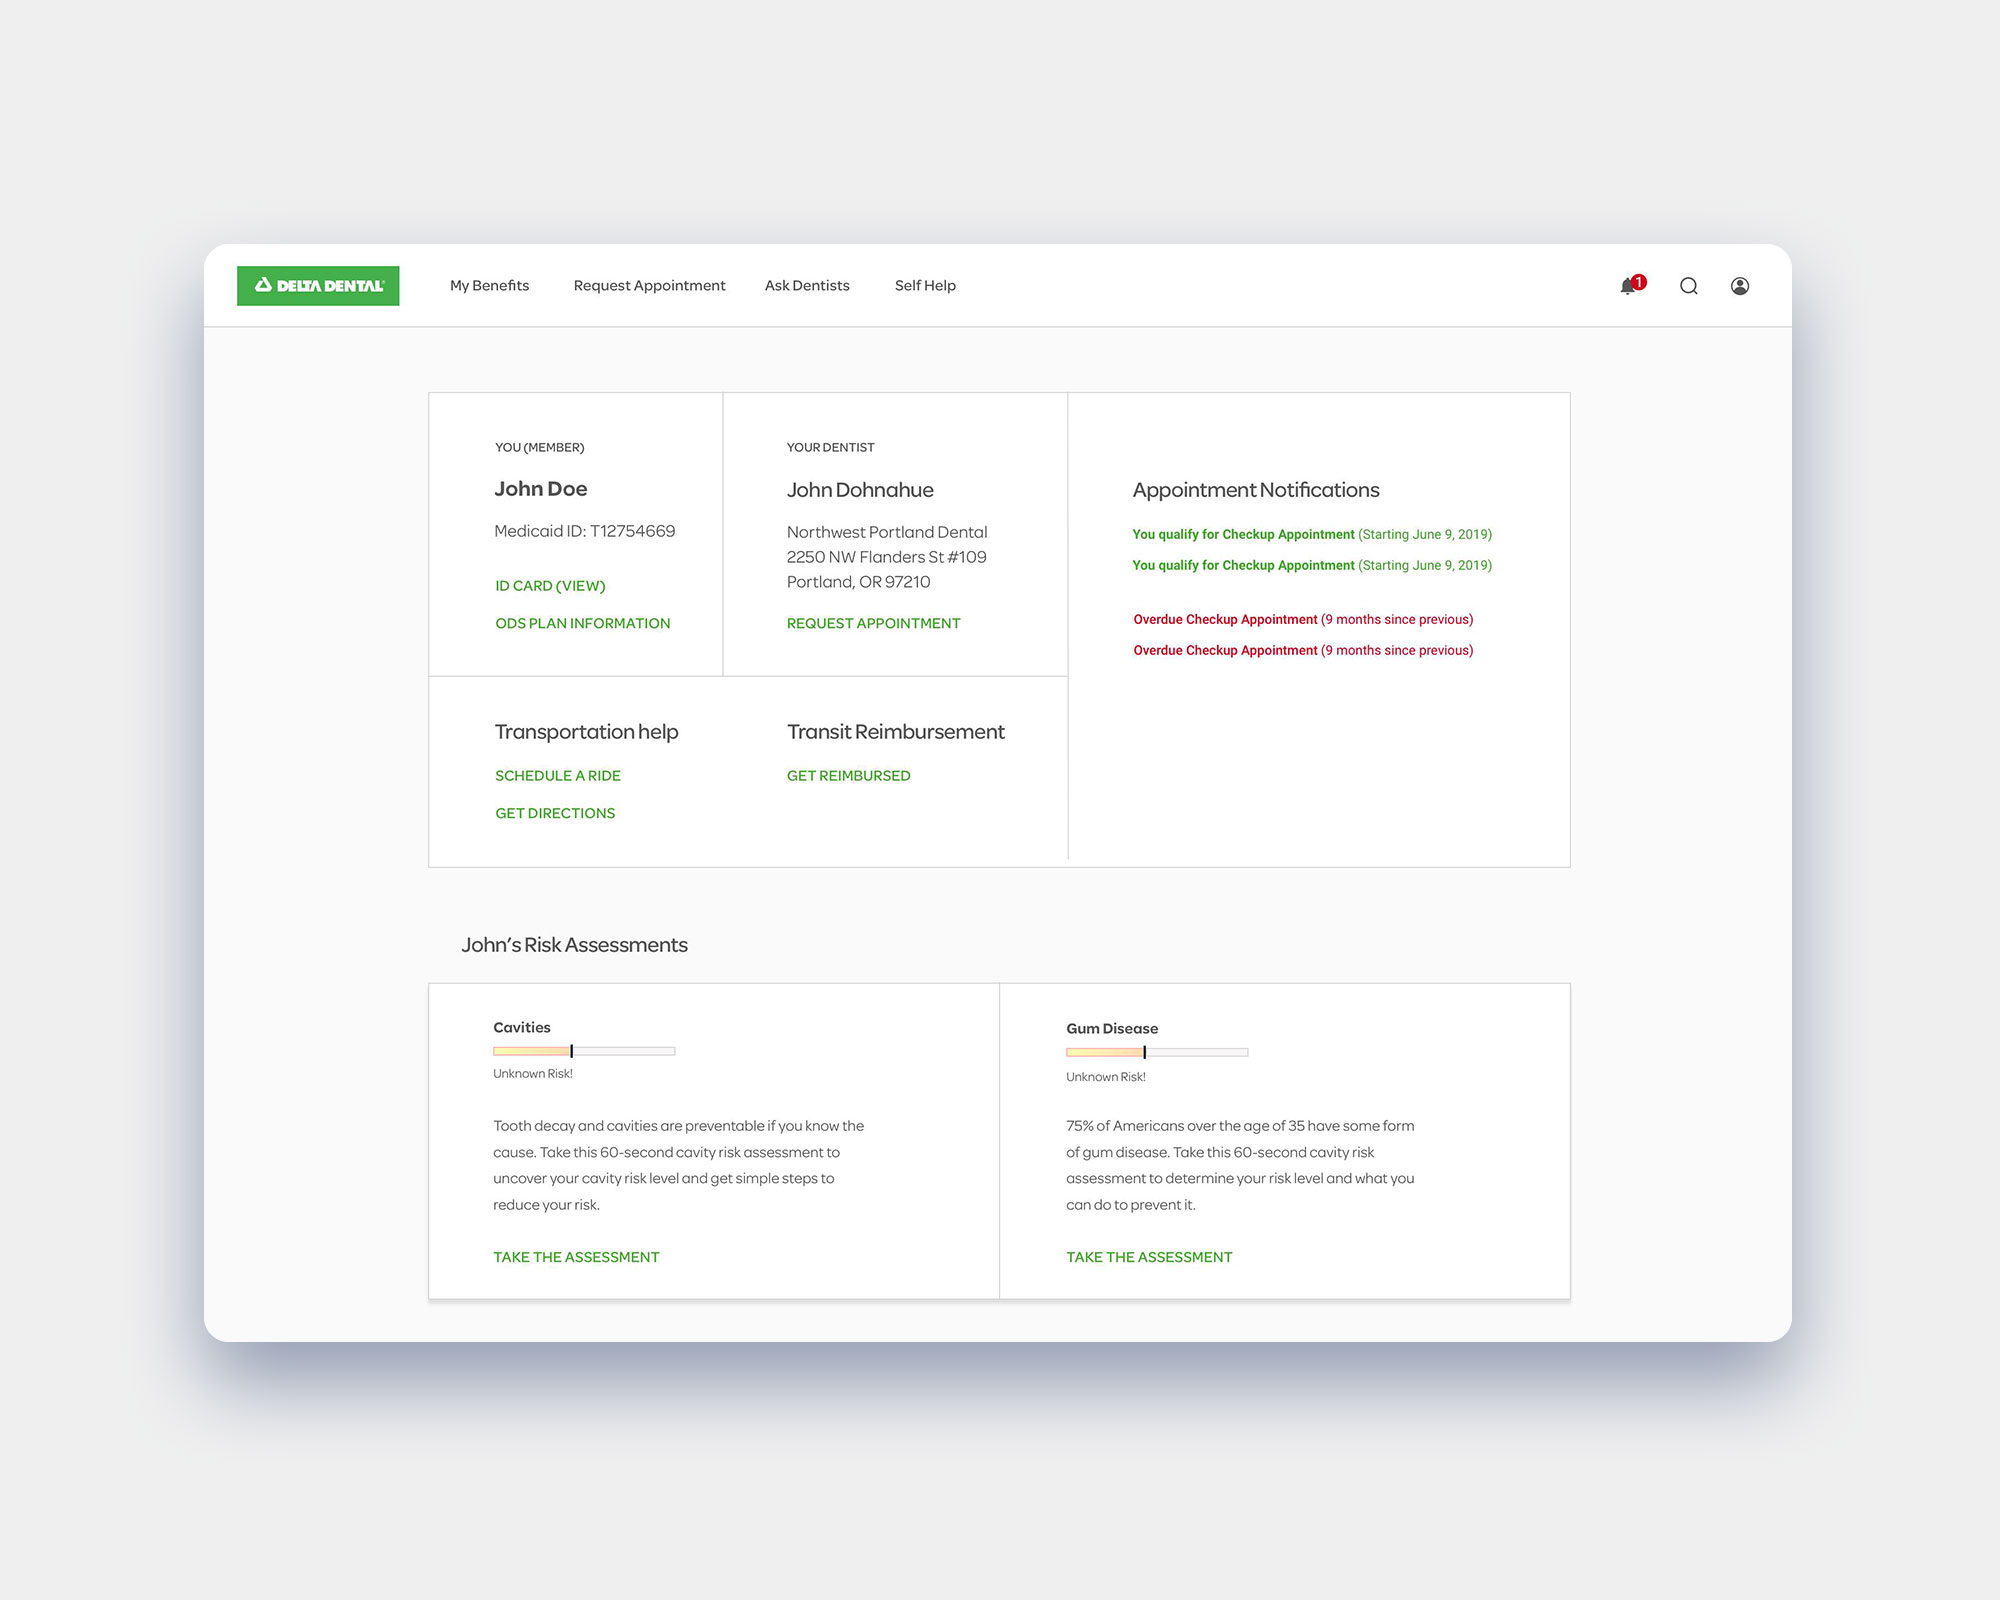 DELTA DENTAL
My Benefits
Request Appointment
Ask Dentists
Self Help
1
YOU (MEMBER)
John Doe
Medicaid ID: T12754669
ID CARD (VIEW)
ODS PLAN INFORMATION
YOUR DENTIST
John Dohnahue
Northwest Portland Dental
2250 NW Flanders St #109
Portland, OR 97210
REQUEST APPOINTMENT
Appointment Notifications
You qualify for Checkup Appointment (Starting June 9, 2019)
You qualify for Checkup Appointment (Starting June 9, 2019)
Overdue Checkup Appointment (9 months since previous)
Overdue Checkup Appointment (9 months since previous)
Transportation help
SCHEDULE A RIDE
GET DIRECTIONS
Transit Reimbursement
GET REIMBURSED
John's Risk Assessments
Cavities
Unknown Risk!
Tooth decay and cavities are preventable if you know the
cause. Take this 60-second cavity risk assessment to
uncover your cavity risk level and get simple steps to
reduce your risk.
TAKE THE ASSESSMENT
Gum Disease
Unknown Risk!
75% of Americans over the age of 35 have some form
of gum disease. Take this 60-second cavity risk
assessment to determine your risk level and what you
can do to prevent it.
TAKE THE ASSESSMENT